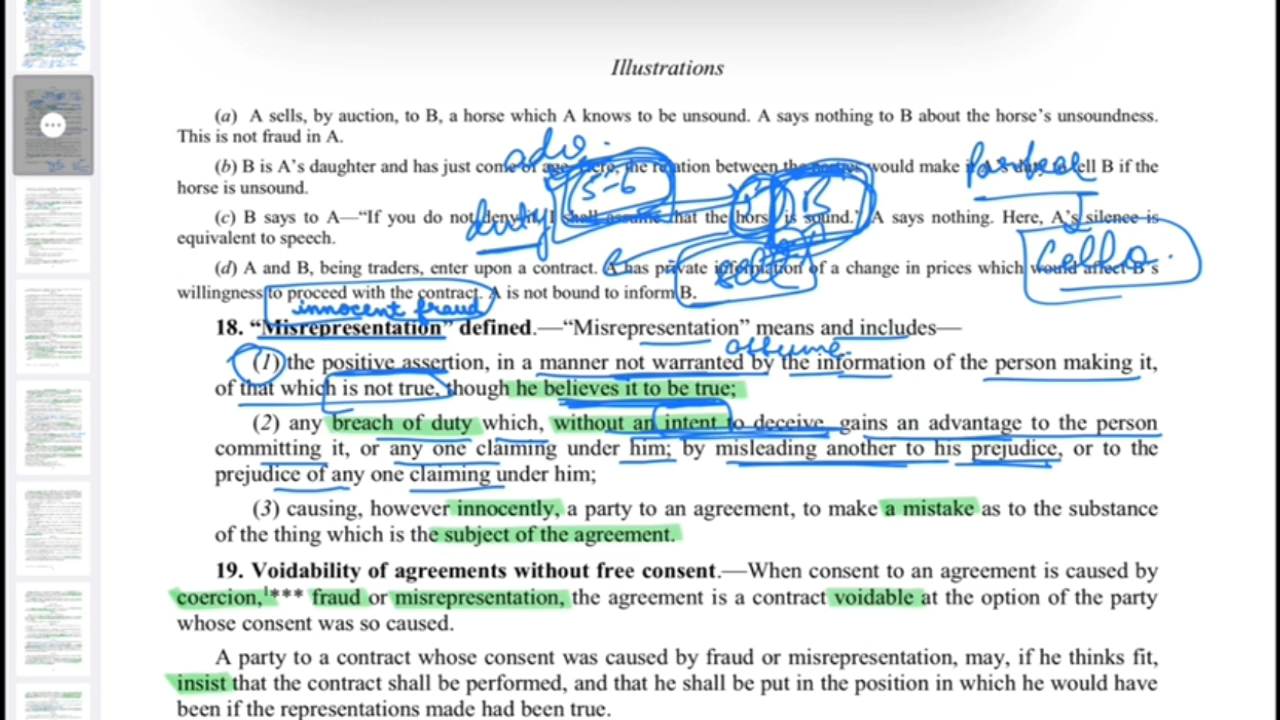 Illustrations
(a) A sells, by auction, to B, a horse which A knows to be unsound. A says nothing to B about the horse's unsoundness.
This is not fraud in A.
adv.
(b) B is A's daughter and has just come of age. Here, the relation between the parties would make it A's duty to tell B if the
horse is unsound.
duty
(c) B says to A—“If you do not deny it, I shall assume that the horse is sound.” A says nothing. Here, A's silence is
equivalent to speech.
B
Cello.
(d) A and B, being traders, enter upon a contract. A has private information of a change in prices which would affect B's
willingness to proceed with the contract. A is not bound to inform B.
innocent fraud
18. “Misrepresentation” defined.—“Misrepresentation” means and includes—
assume
(1) the positive assertion, in a manner not warranted by the information of the person making it,
of that which is not true, though he believes it to be true;
(2) any breach of duty which, without an intent to deceive, gains an advantage to the person
committing it, or any one claiming under him; by misleading another to his prejudice, or to the
prejudice of any one claiming under him;
(3) causing, however innocently, a party to an agreement, to make a mistake as to the substance
of the thing which is the subject of the agreement.
19. Voidability of agreements without free consent.—When consent to an agreement is caused by
coercion,1*** fraud or misrepresentation, the agreement is a contract voidable at the option of the party
whose consent was so caused.
A party to a contract whose consent was caused by fraud or misrepresentation, may, if he thinks fit,
insist that the contract shall be performed, and that he shall be put in the position in which he would have
been if the representations made had been true.